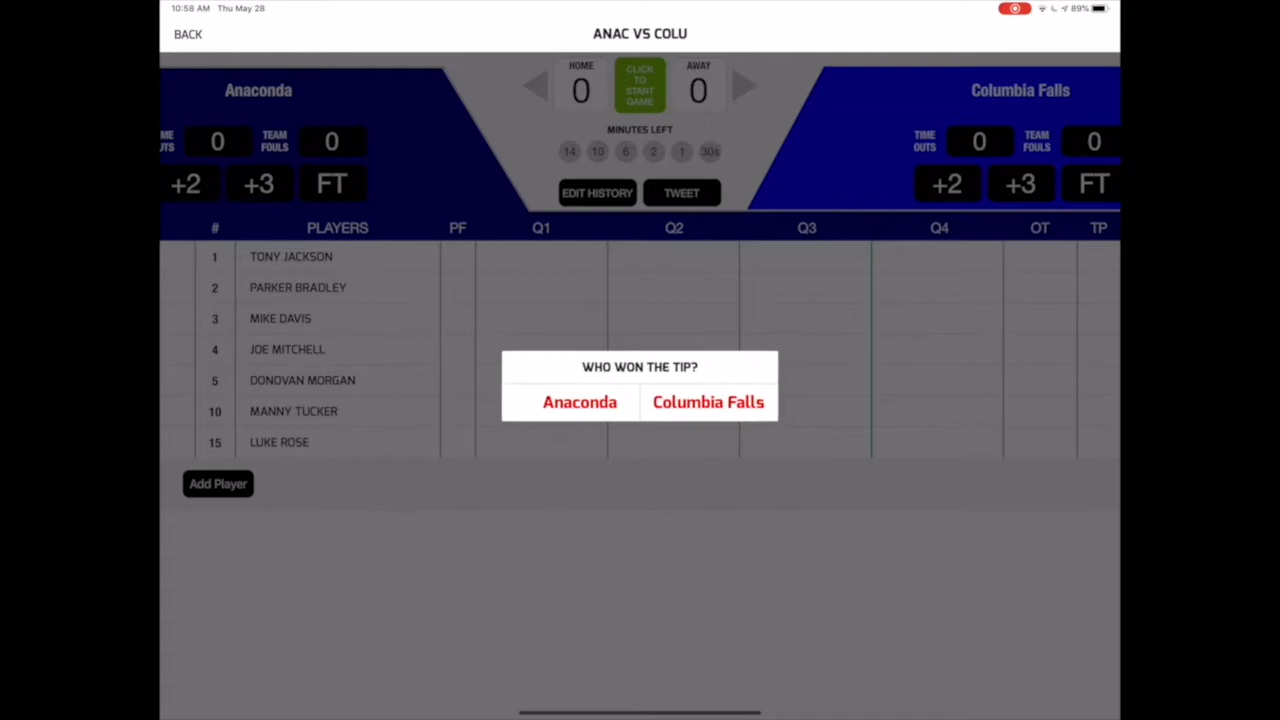 10:58 AM Thu May 28
89%
BACK
ANAC VS COLU
Anaconda
HOME
0
CLICK
TO
START
GAME
AWAY
0
Columbia Falls
MINUTES LEFT
14 10 6 2 1 30s
EDIT HISTORY
TWEET
0
TEAM
FOULS
0
+2 +3 FT
TIME
OUTS
0
TEAM
FOULS
0
+2 +3 FT
# PLAYERS PF Q1 Q2 Q3 Q4 OT TP
1 TONY JACKSON
2 PARKER BRADLEY
3 MIKE DAVIS
4 JOE MITCHELL
5 DONOVAN MORGAN
10 MANNY TUCKER
15 LUKE ROSE
WHO WON THE TIP?
Anaconda Columbia Falls
Add Player